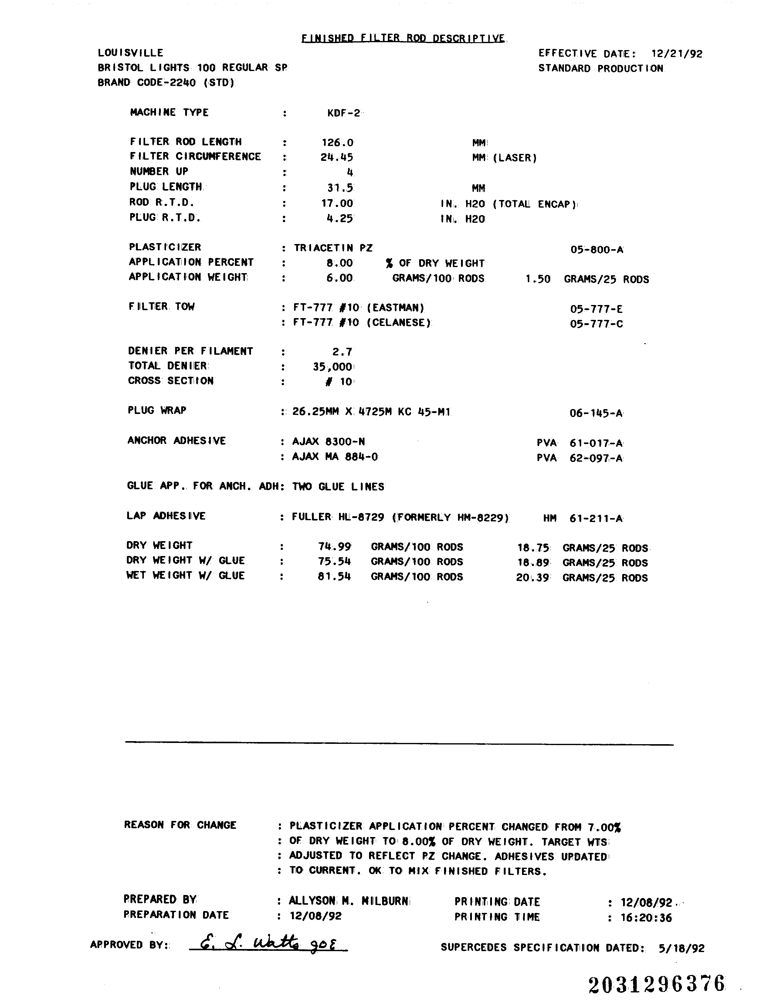 FINISHED FILTER ROD DESCRIPTIVE
LOUISVILLE EFFECTIVE DATE: 12/21/92
BRISTOL LIGHTS 100 REGULAR SP STANDARD PRODUCTION
BRAND CODE-2240 (STD)
MACHINE TYPE : KDF-2
FILTER ROD LENGTH : 126.0 MM
FILTER CIRCUMFERENCE : 24.45 MM (LASER)
NUMBER UP : 4
PLUG LENGTH : 31.5 MM
ROD R.T.D. : 17.00 IN. H2O (TOTAL ENCAP)
PLUG R.T.D. : 4.25 IN. H2O
PLASTICIZER : TRIACETIN PZ 05-800-A
APPLICATION PERCENT : 8.00 % OF DRY WEIGHT
APPLICATION WEIGHT : 6.00 GRAMS/100 RODS 1.50 GRAMS/25 RODS
FILTER TOW : FT-777 #10 (EASTMAN) 05-777-E
: FT-777 #10 (CELANESE) 05-777-C
DENIER PER FILAMENT : 2.7
TOTAL DENIER : 35,000
CROSS SECTION : # 10
PLUG WRAP : 26.25MM X 4725M KC 45-M1 06-145-A
ANCHOR ADHESIVE : AJAX 8300-N PVA 61-017-A
: AJAX MA 884-0 PVA 62-097-A
GLUE APP. FOR ANCH. ADH: TWO GLUE LINES
LAP ADHESIVE : FULLER HL-8729 (FORMERLY HM-8229) HM 61-211-A
DRY WEIGHT : 74.99 GRAMS/100 RODS 18.75 GRAMS/25 RODS
DRY WEIGHT W/ GLUE : 75.54 GRAMS/100 RODS 18.89 GRAMS/25 RODS
WET WEIGHT W/ GLUE : 81.54 GRAMS/100 RODS 20.39 GRAMS/25 RODS
REASON FOR CHANGE : PLASTICIZER APPLICATION PERCENT CHANGED FROM 7.00%
: OF DRY WEIGHT TO 8.00% OF DRY WEIGHT. TARGET WTS
: ADJUSTED TO REFLECT PZ CHANGE. ADHESIVES UPDATED
: TO CURRENT. OK TO MIX FINISHED FILTERS.
PREPARED BY : ALLYSON M. MILBURN PRINTING DATE : 12/08/92
PREPARATION DATE : 12/08/92 PRINTING TIME : 16:20:36
APPROVED BY: E. L. Watts goE SUPERCEDES SPECIFICATION DATED: 5/18/92
2031296376